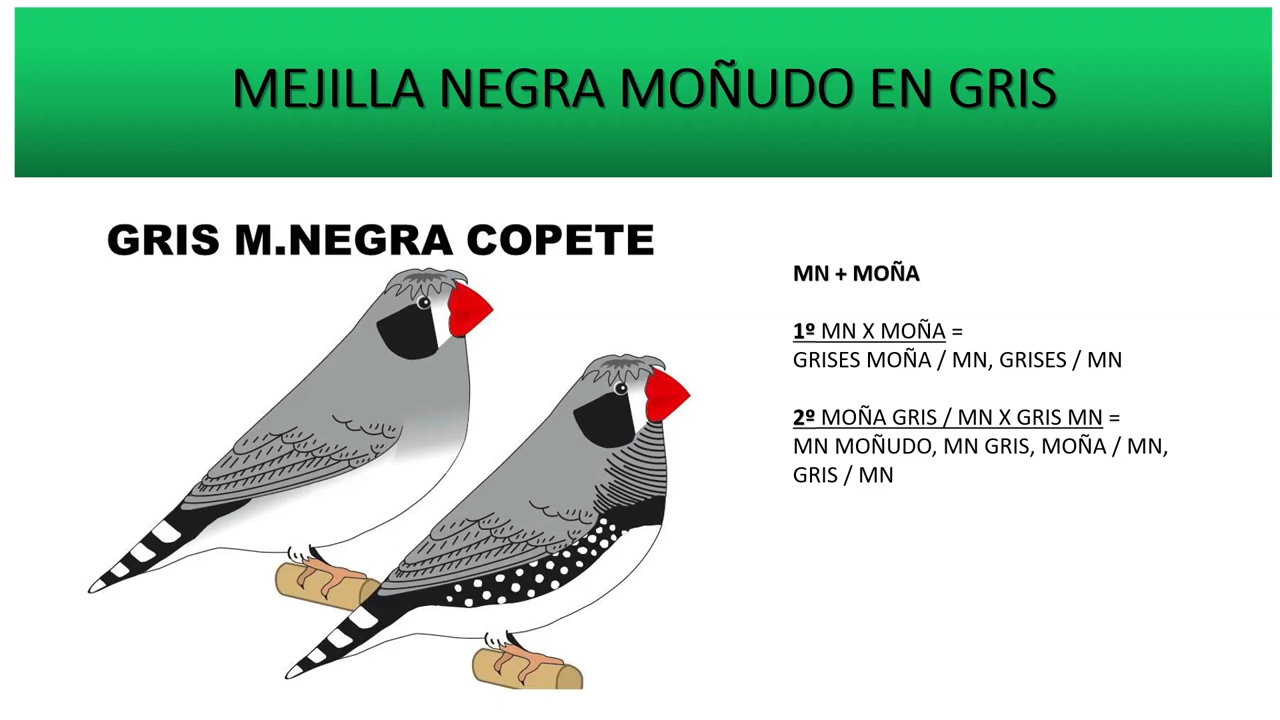 MEJILLA NEGRA MOÑUDO EN GRIS
GRIS M.NEGRA COPETE
MN + MOÑA
1º MN X MOÑA =
GRISES MOÑA / MN, GRISES / MN
2º MOÑA GRIS / MN X GRIS MN =
MN MOÑUDO, MN GRIS, MOÑA / MN,
GRIS / MN